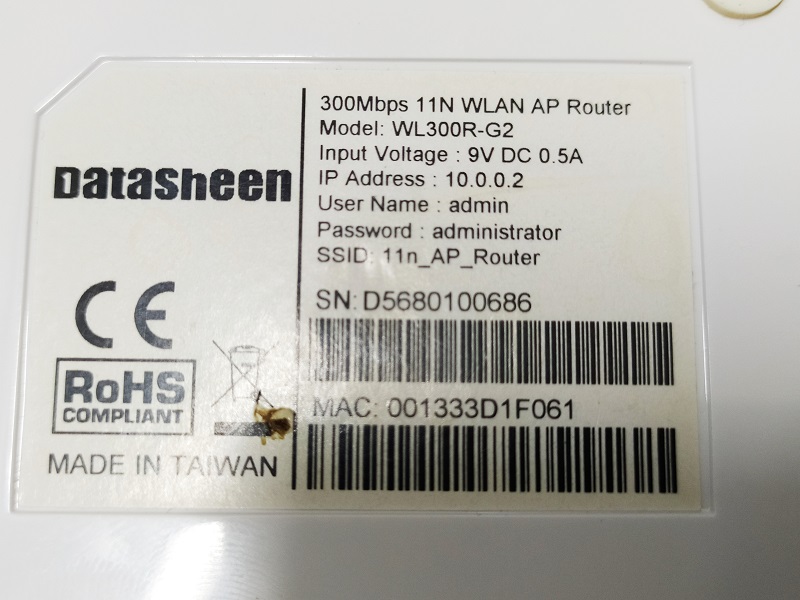 Datasheen
CE
RoHS
COMPLIANT
MADE IN TAIWAN
300Mbps 11N WLAN AP Router
Model: WL300R-G2
Input Voltage : 9V DC 0.5A
IP Address : 10.0.0.2
User Name : admin
Password : administrator
SSID: 11n_AP_Router
SN: D5680100686
MAC: 001333D1F061